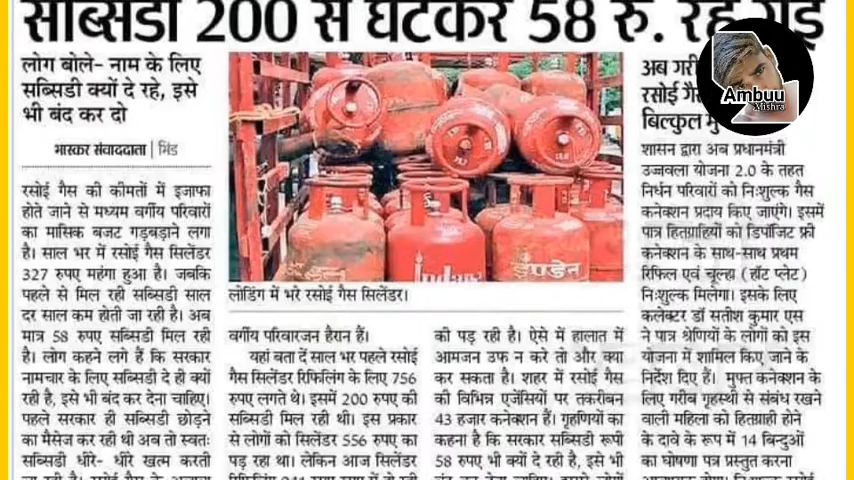 सब्सिडी 200 से घटकर 58 रु. रह गई
लोग बोले- नाम के लिए
सब्सिडी क्यों दे रहे, इसे
भी बंद कर दो
भास्कर संवाददाता | भिंड
रसोई गैस की कीमतों में इजाफा
होते जाने से मध्यम वर्गीय परिवारों
का मासिक बजट गड़बड़ाने लगा
है। साल भर में रसोई गैस सिलेंडर
327 रुपए महंगा हुआ है। जबकि
पहले से मिल रही सब्सिडी साल
दर साल कम होती जा रही है। अब
मात्र 58 रुपए सब्सिडी मिल रही
है। लोग कहने लगे हैं कि सरकार
नामचार के लिए सब्सिडी दे ही क्यों
रही है, इसे भी बंद कर देना चाहिए।
पहले सरकार ही सब्सिडी छोड़ने
का मैसेज कर रही थी अब तो स्वतः
सब्सिडी धीरे- धीरे खत्म करती
Indane
इंण्डेन
लोडिंग में भरे रसोई गैस सिलेंडर।
वर्गीय परिवारजन हैरान हैं।
यहां बता दें साल भर पहले रसोई
गैस सिलेंडर रिफिलिंग के लिए 756
रुपए लगते थे। इसमें 200 रुपए की
सब्सिडी मिल रही थी। इस प्रकार
से लोगों को सिलेंडर 556 रुपए का
पड़ रहा था। लेकिन आज सिलेंडर
की पड़ रही है। ऐसे में हालात में
आमजन उफ न करे तो और क्या
कर सकता है। शहर में रसोई गैस
की विभिन्न एजेंसियों पर तकरीबन
43 हजार कनेक्शन हैं। गृहणियों का
कहना है कि सरकार सब्सिडी रूपी
58 रुपए भी क्यों दे रही है, इसे भी
अब गरी
रसोई गैस
बिल्कुल मु
Ambuu
Mishra
शासन द्वारा अब प्रधानमंत्री
उज्जवला योजना 2.0 के तहत
निर्धन परिवारों को निःशुल्क गैस
कनेक्शन प्रदाय किए जाएंगे। इसमें
पात्र हितग्राहियों को डिपॉजिट फ्री
कनेक्शन के साथ-साथ प्रथम
रिफिल एवं चूल्हा (हॉट प्लेट)
निःशुल्क मिलेगा। इसके लिए
कलेक्टर डॉ सतीश कुमार एस
ने पात्र श्रेणियों के लोगों को इस
योजना में शामिल किए जाने के
निर्देश दिए हैं। मुफ्त कनेक्शन के
लिए गरीब गृहस्थी से संबंध रखने
वाली महिला को हितग्राही होने
के दावे के रूप में 14 बिन्दुओं
का घोषणा पत्र प्रस्तुत करना